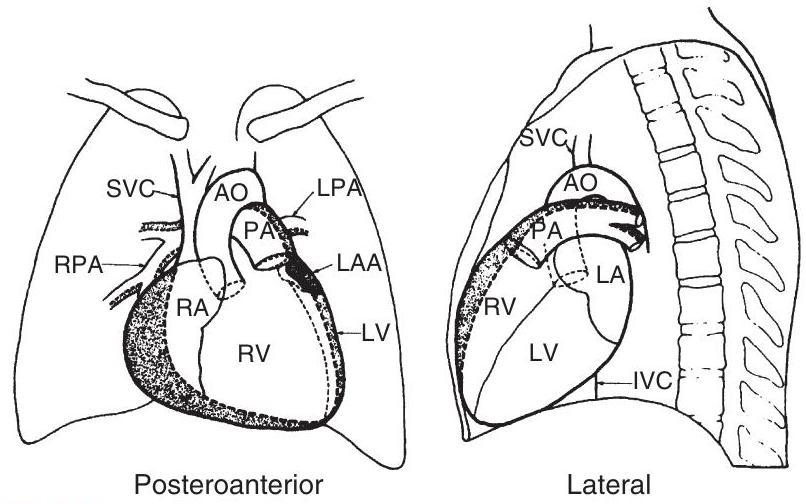 SVC
AO
LPA
PA
RPA
LAA
RA
LV
RV
Posteroanterior
SVC
AO
PA
LA
RV
LV
IVC
Lateral